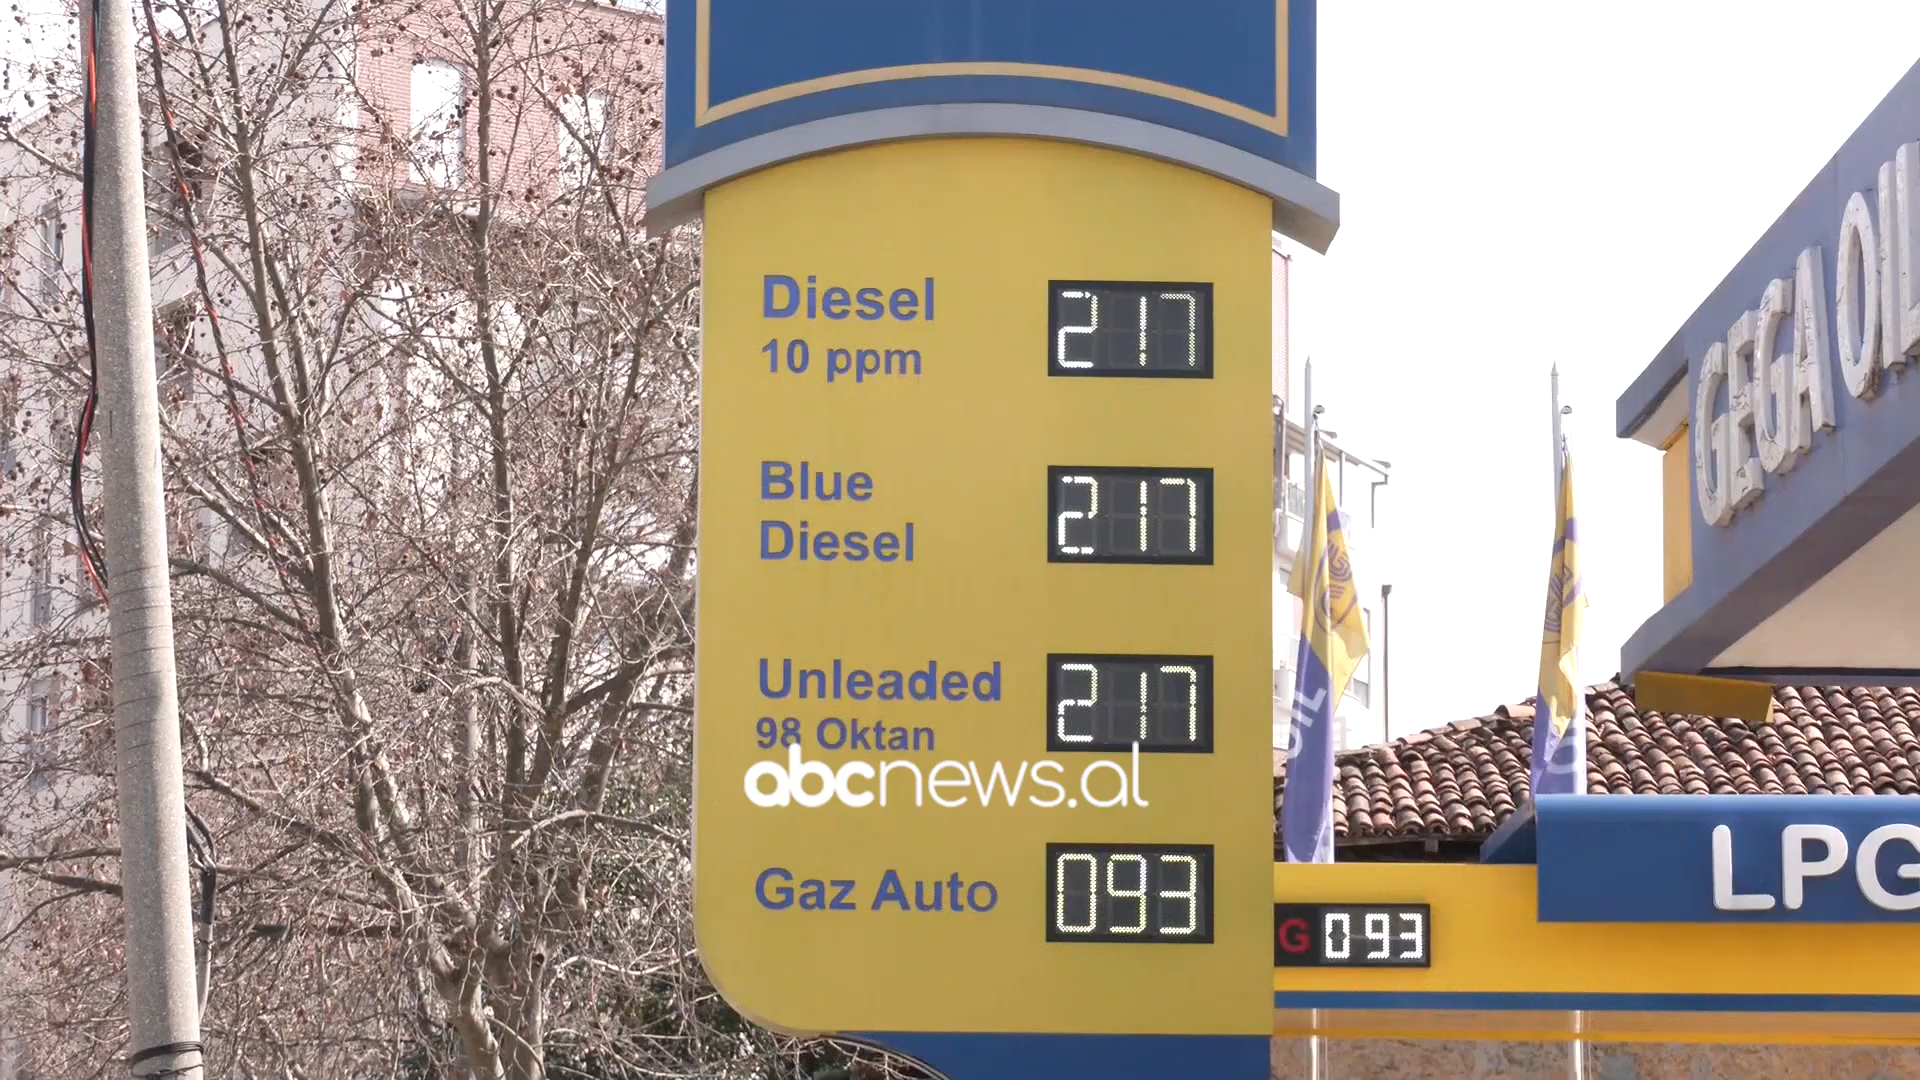 Diesel 217
10 ppm
Blue
Diesel 217
Unleaded 217
98 Oktan
abcnews.al
Gaz Auto 093
G 093
GEGA OIL
OIL
LPG